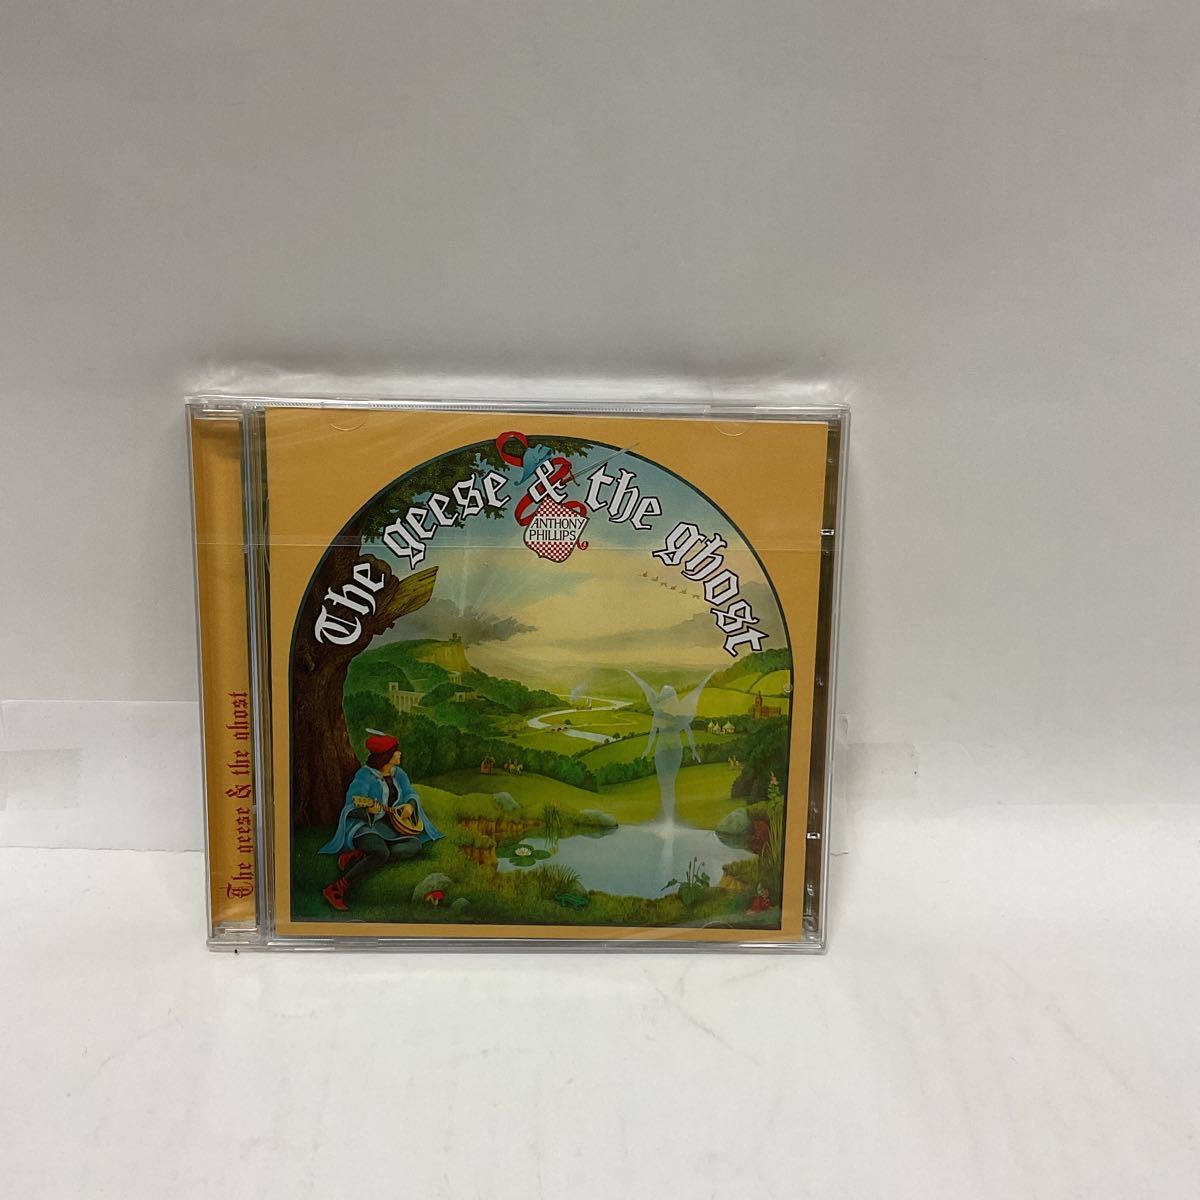 The geese & the ghost
ANTHONY
PHILLIPS
The geese & the ghost